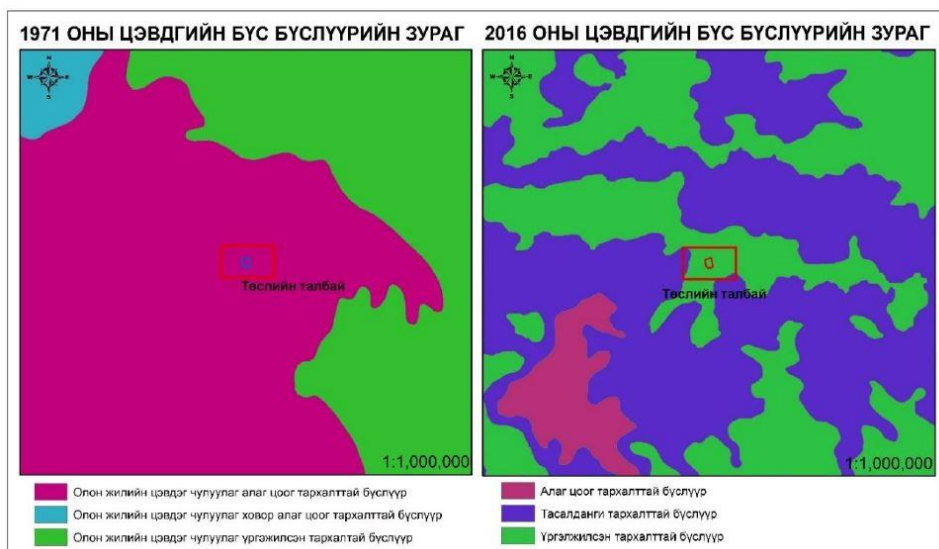 1971 ОНЫ ЦЭВДГИЙН БҮС БҮСЛҮҮРИЙН ЗУРАГ
N
W E
S
Төслийн талбай
1:1,000,000
Олон жилийн цэвдэг чулуулаг алаг цоог тархалттай бүслүүр
Олон жилийн цэвдэг чулуулаг ховор алаг цоог тархалттай бүслүүр
Олон жилийн цэвдэг чулуулаг үргэжилсэн тархалттай бүслүүр
2016 ОНЫ ЦЭВДГИЙН БҮС БҮСЛҮҮРИЙН ЗУРАГ
N
W E
S
Төслийн талбай
1:1,000,000
Алаг цоог тархалттай бүслүүр
Тасалданги тархалттай бүслүүр
Үргэлжилсэн тархалттай бүслүүр